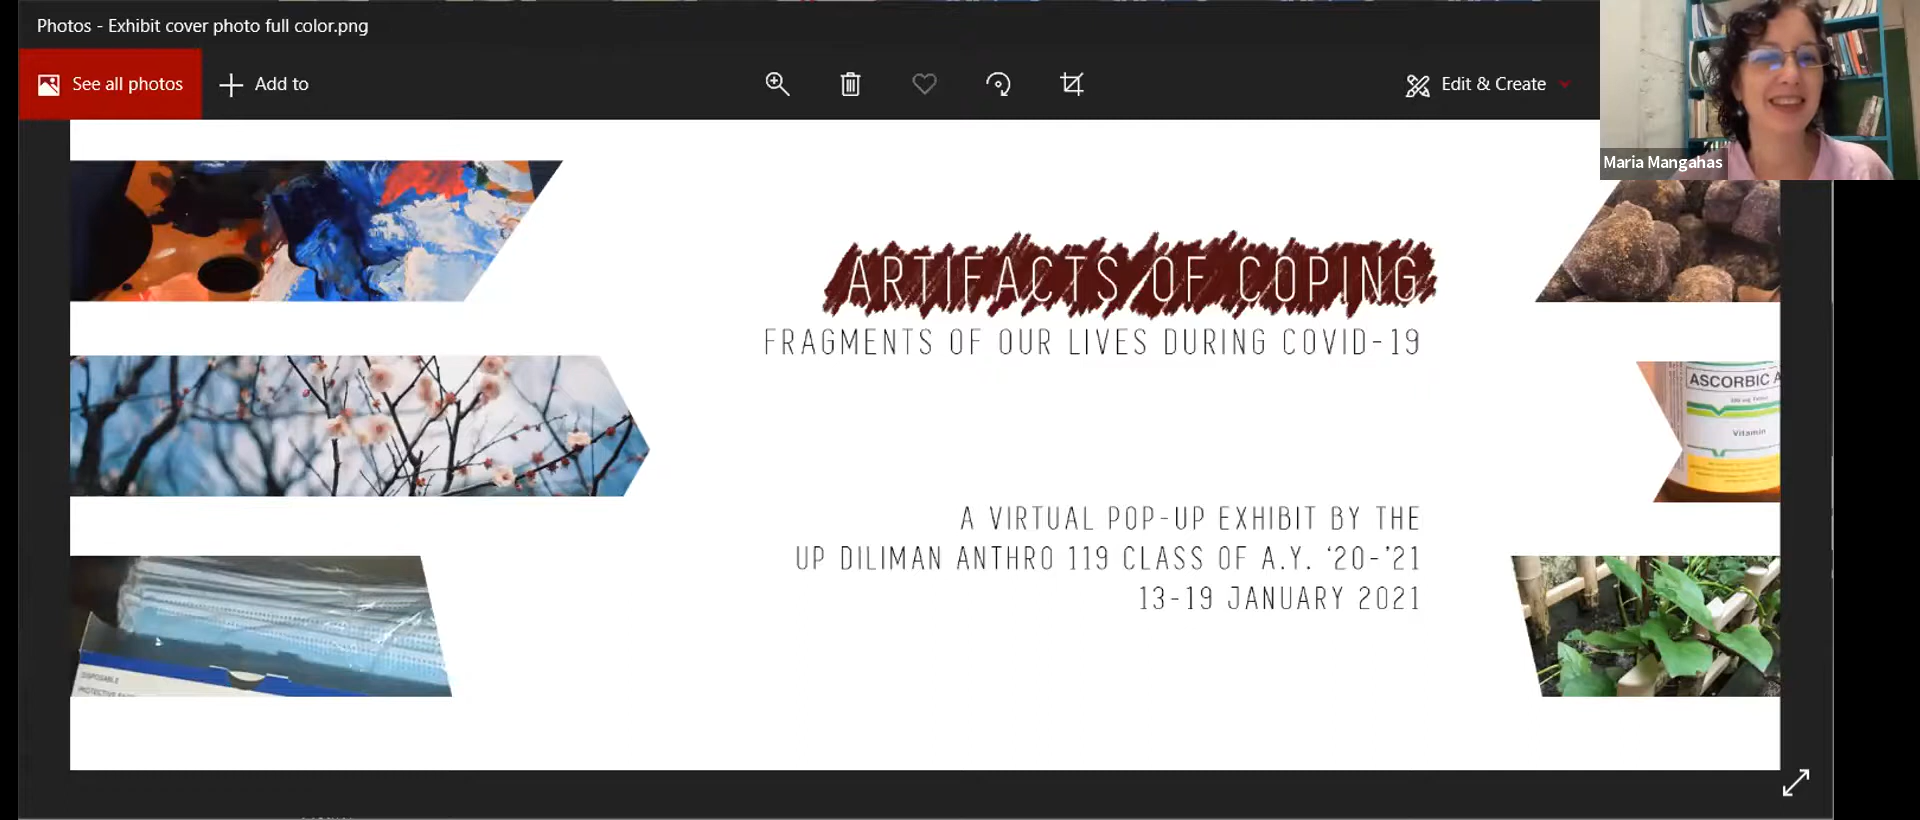 Photos - Exhibit cover photo full color.png
See all photos
Add to
Edit & Create
Maria Mangahas
ARTIFACTS OF COPING
FRAGMENTS OF OUR LIVES DURING COVID-19
ASCORBIC A
Vitamin
A VIRTUAL POP-UP EXHIBIT BY THE
UP DILIMAN ANTHRO 119 CLASS OF A.Y. ‘20-’21
13-19 JANUARY 2021
DISPOSABLE
PROTECTIVE